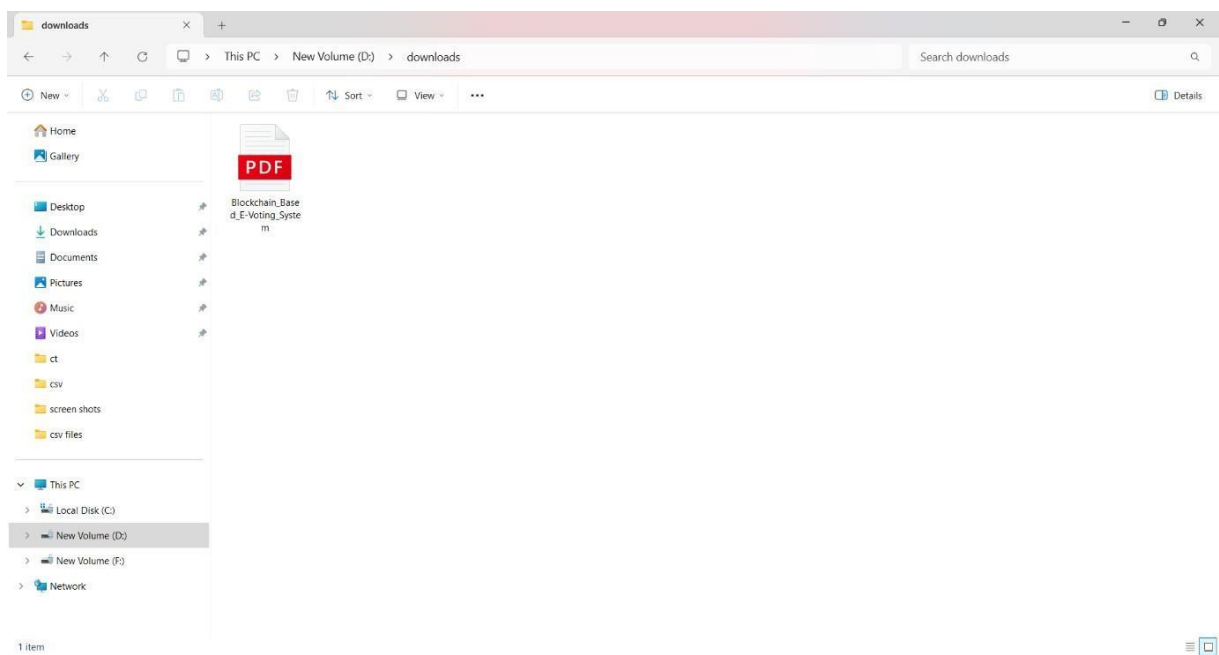 downloads
This PC > New Volume (D:) > downloads
Search downloads
New
Sort
View
Details
Home
Gallery
Desktop
Downloads
Documents
Pictures
Music
Videos
ct
csv
screen shots
csv files
This PC
Local Disk (C:)
New Volume (D:)
New Volume (F:)
Network
PDF
Blockchain_Base
d_E-Voting_Syste
m
1 item